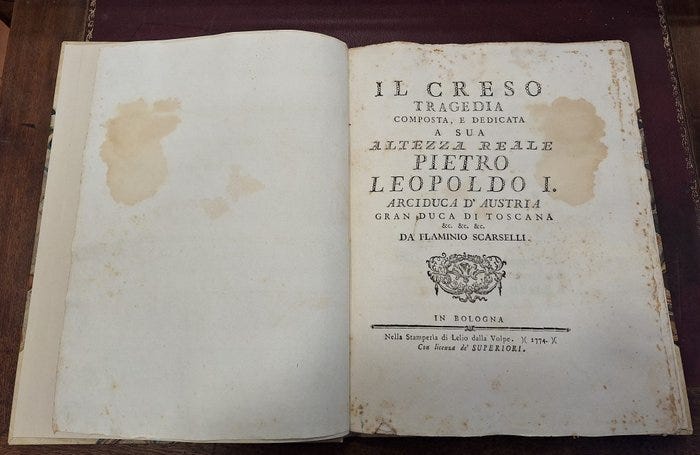 IL CRESO
TRAGEDIA
COMPOSTA, E DEDICATA
A SUA
ALTEZZA REALE
PIETRO
LEOPOLDO I.
ARCIDUCA D' AUSTRIA
GRAN DUCA DI TOSCANA
&c. &c. &c.
DA FLAMINIO SCARSELLI.
IN BOLOGNA
Nella Stamperìa di Lelio dalla Volpe. )( 1774. )(
Con licenza de' SUPERIORI.